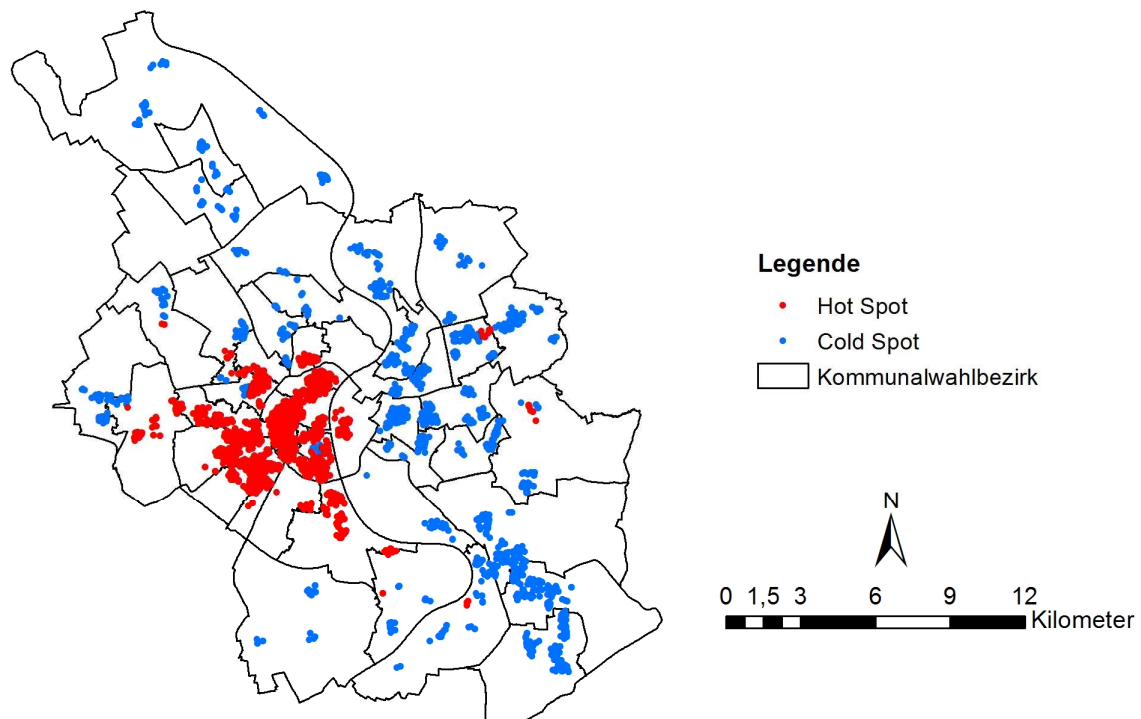 Legende
Hot Spot
Cold Spot
Kommunalwahlbezirk
N
0 1,5 3 6 9 12
Kilometer